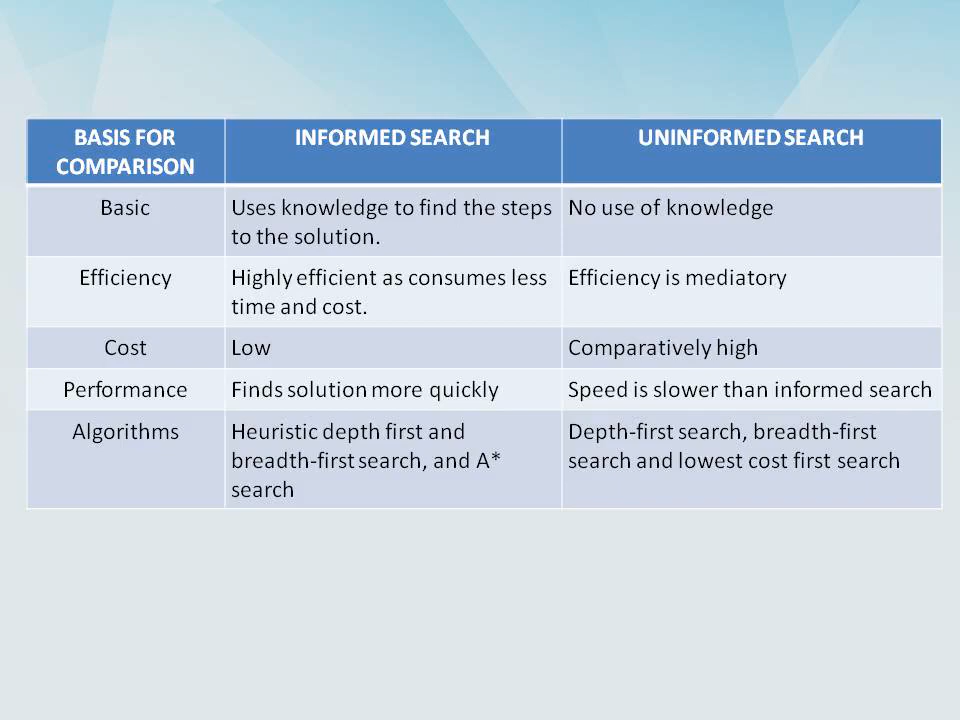 BASIS FOR
COMPARISON
INFORMED SEARCH
UNINFORMED SEARCH
Basic
Uses knowledge to find the steps
to the solution.
No use of knowledge
Efficiency
Highly efficient as consumes less
time and cost.
Efficiency is mediatory
Cost
Low
Comparatively high
Performance
Finds solution more quickly
Speed is slower than informed search
Algorithms
Heuristic depth first and
breadth-first search, and A*
search
Depth-first search, breadth-first
search and lowest cost first search